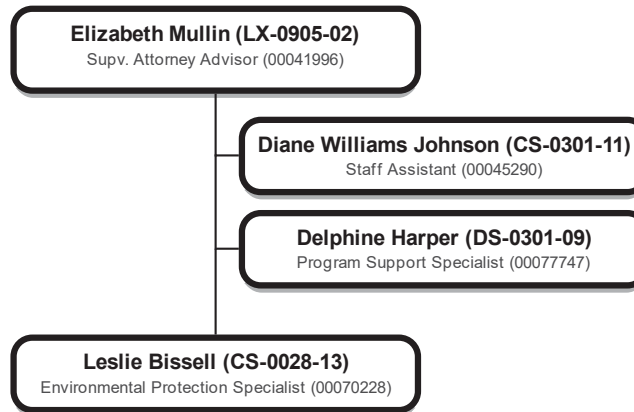 Elizabeth Mullin (LX-0905-02)
Supv. Attorney Advisor (00041996)
Diane Williams Johnson (CS-0301-11)
Staff Assistant (00045290)
Delphine Harper (DS-0301-09)
Program Support Specialist (00077747)
Leslie Bissell (CS-0028-13)
Environmental Protection Specialist (00070228)